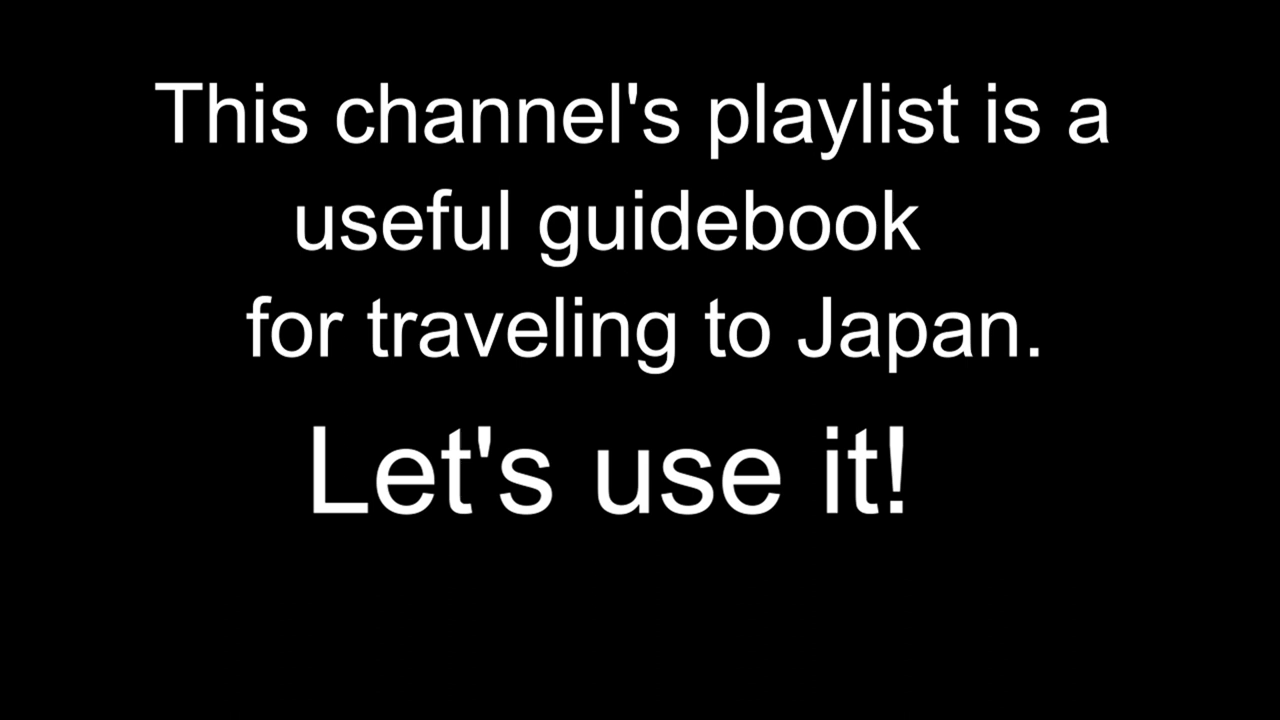 This channel's playlist is a
useful guidebook
for traveling to Japan.
Let's use it!